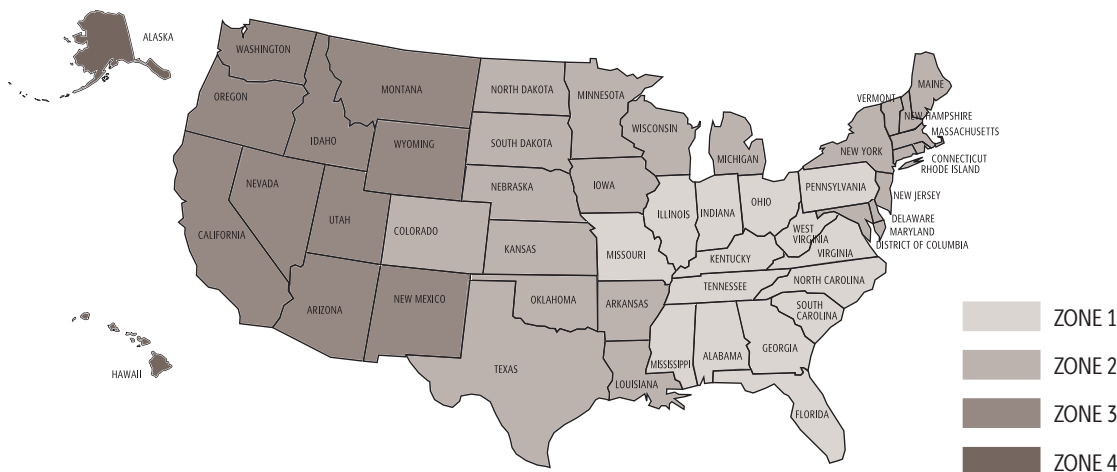 ALASKA
WASHINGTON
OREGON
IDAHO
MONTANA
WYOMING
NEVADA
CALIFORNIA
UTAH
COLORADO
ARIZONA
NEW MEXICO
NORTH DAKOTA
SOUTH DAKOTA
NEBRASKA
KANSAS
OKLAHOMA
TEXAS
MINNESOTA
IOWA
MISSOURI
ARKANSAS
LOUISIANA
WISCONSIN
ILLINOIS
MICHIGAN
INDIANA
OHIO
KENTUCKY
TENNESSEE
MISSISSIPPI
ALABAMA
GEORGIA
FLORIDA
SOUTH
CAROLINA
NORTH CAROLINA
VIRGINIA
WEST
VIRGINIA
PENNSYLVANIA
NEW YORK
VERMONT
MAINE
NEW HAMPSHIRE
MASSACHUSETTS
CONNECTICUT
RHODE ISLAND
NEW JERSEY
DELAWARE
MARYLAND
DISTRICT OF COLUMBIA
HAWAII
ZONE 1
ZONE 2
ZONE 3
ZONE 4